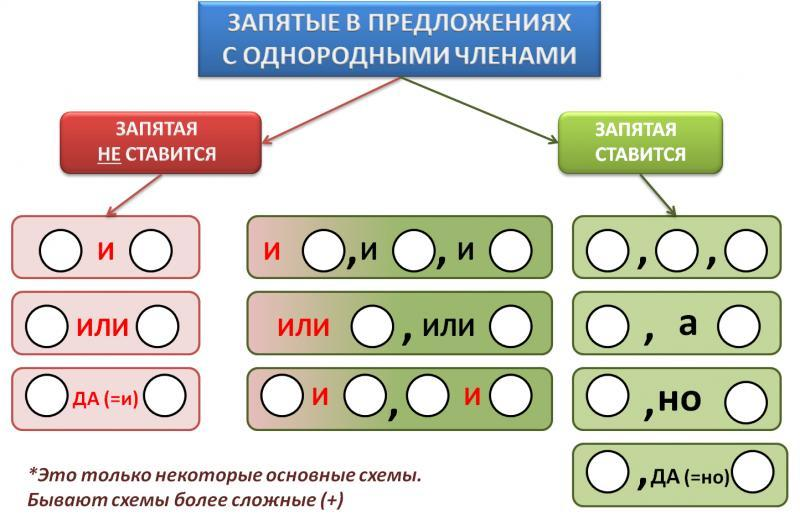 ЗАПЯТЫЕ В ПРЕДЛОЖЕНИЯХ
С ОДНОРОДНЫМИ ЧЛЕНАМИ
ЗАПЯТАЯ
НЕ СТАВИТСЯ
ЗАПЯТАЯ
СТАВИТСЯ
и
или
ДА (=и)
и , и , и
или , или
и , и
, ,
, а
, но
, ДА (=но)
*Это только некоторые основные схемы.
Бывают схемы более сложные (+)